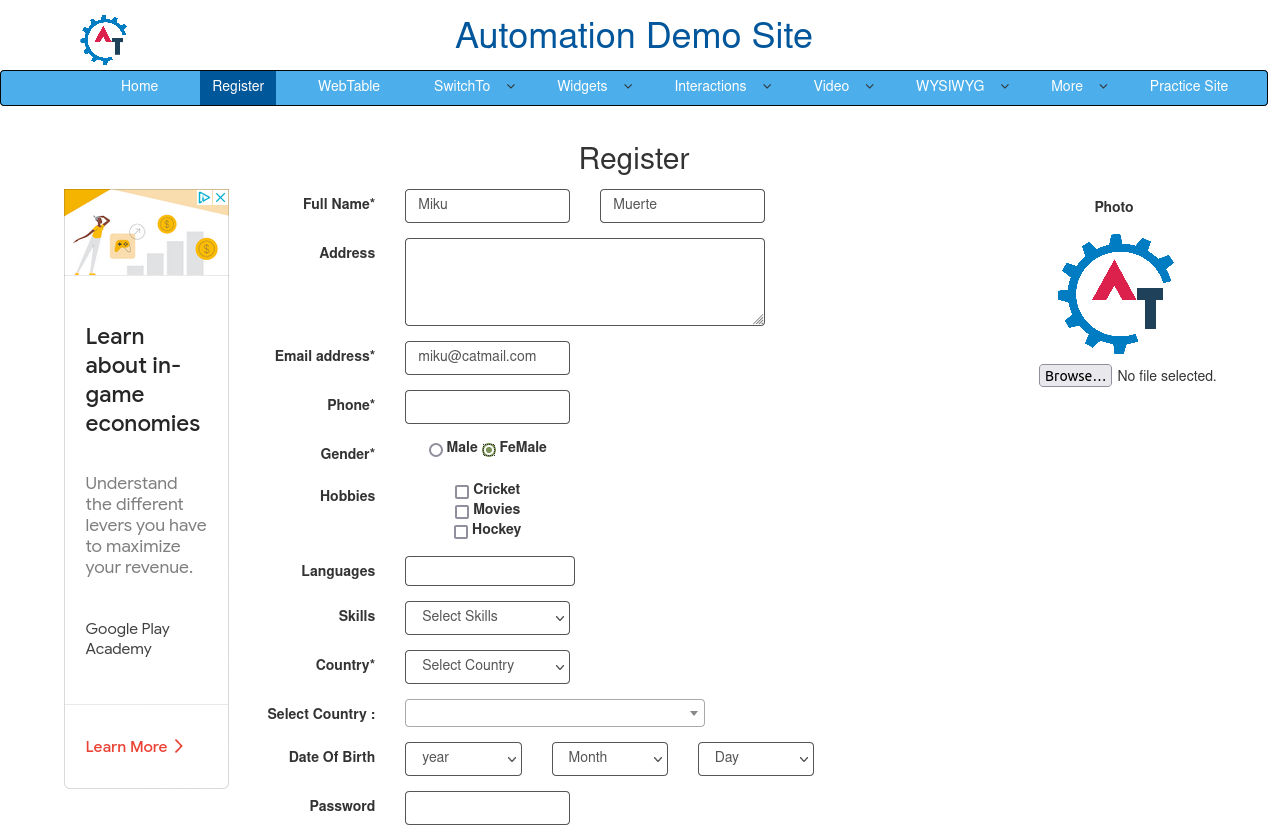 AT
Automation Demo Site
Home Register WebTable SwitchTo Widgets Interactions Video WYSIWYG More Practice Site
Register
Full Name* Miku Muerte
Photo
Address
AT
Email address* miku@catmail.com
Browse... No file selected.
Phone*
Gender* Male FeMale
Hobbies Cricket
Movies
Hockey
Languages
Skills Select Skills
Country* Select Country
Select Country :
Date Of Birth year Month Day
Password
Learn
about in-
game
economies
Understand
the different
levers you have
to maximize
your revenue.
Google Play
Academy
Learn More